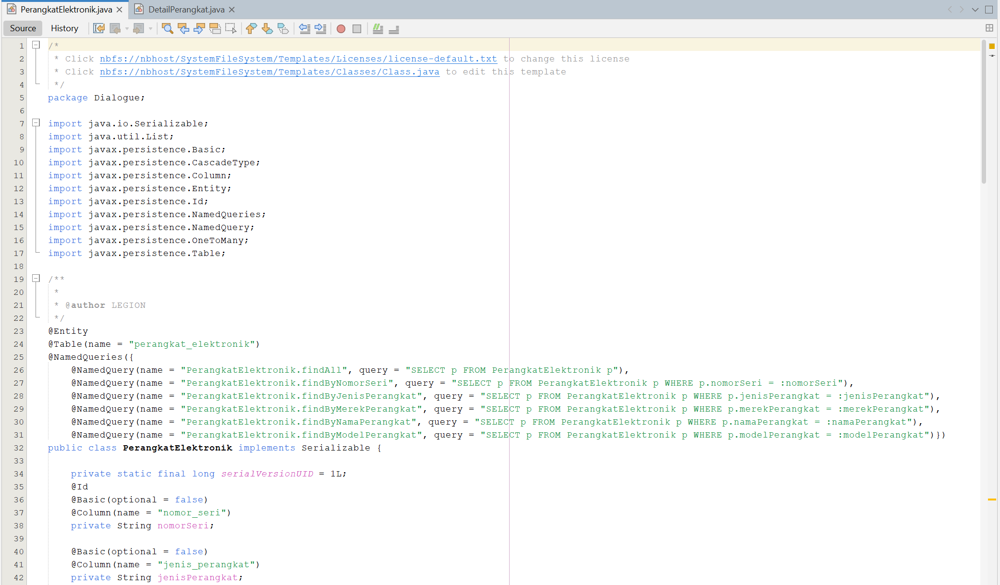 PerangkatElektronik.java DetailPerangkat.java
Source History
1 /*
2 * Click nbfs://nbhost/SystemFileSystem/Templates/Licenses/license-default.txt to change this license
3 * Click nbfs://nbhost/SystemFileSystem/Templates/Classes/Class.java to edit this template
4 */
5 package Dialogue;
6
7 import java.io.Serializable;
8 import java.util.List;
9 import javax.persistence.Basic;
10 import javax.persistence.CascadeType;
11 import javax.persistence.Column;
12 import javax.persistence.Entity;
13 import javax.persistence.Id;
14 import javax.persistence.NamedQueries;
15 import javax.persistence.NamedQuery;
16 import javax.persistence.OneToMany;
17 import javax.persistence.Table;
18
19 /**
20 *
21 * @author LEGION
22 */
23 @Entity
24 @Table(name = "perangkat_elektronik")
25 @NamedQueries({
26 @NamedQuery(name = "PerangkatElektronik.findAll", query = "SELECT p FROM PerangkatElektronik p"),
27 @NamedQuery(name = "PerangkatElektronik.findByNomorSeri", query = "SELECT p FROM PerangkatElektronik p WHERE p.nomorSeri = :nomorSeri"),
28 @NamedQuery(name = "PerangkatElektronik.findByJenisPerangkat", query = "SELECT p FROM PerangkatElektronik p WHERE p.jenisPerangkat = :jenisPerangkat"),
29 @NamedQuery(name = "PerangkatElektronik.findByMerekPerangkat", query = "SELECT p FROM PerangkatElektronik p WHERE p.merekPerangkat = :merekPerangkat"),
30 @NamedQuery(name = "PerangkatElektronik.findByNamaPerangkat", query = "SELECT p FROM PerangkatElektronik p WHERE p.namaPerangkat = :namaPerangkat"),
31 @NamedQuery(name = "PerangkatElektronik.findByModelPerangkat", query = "SELECT p FROM PerangkatElektronik p WHERE p.modelPerangkat = :modelPerangkat")})
32 public class PerangkatElektronik implements Serializable {
33
34 private static final long serialVersionUID = 1L;
35 @Id
36 @Basic(optional = false)
37 @Column(name = "nomor_seri")
38 private String nomorSeri;
39
40 @Basic(optional = false)
41 @Column(name = "jenis_perangkat")
42 private String jenisPerangkat;